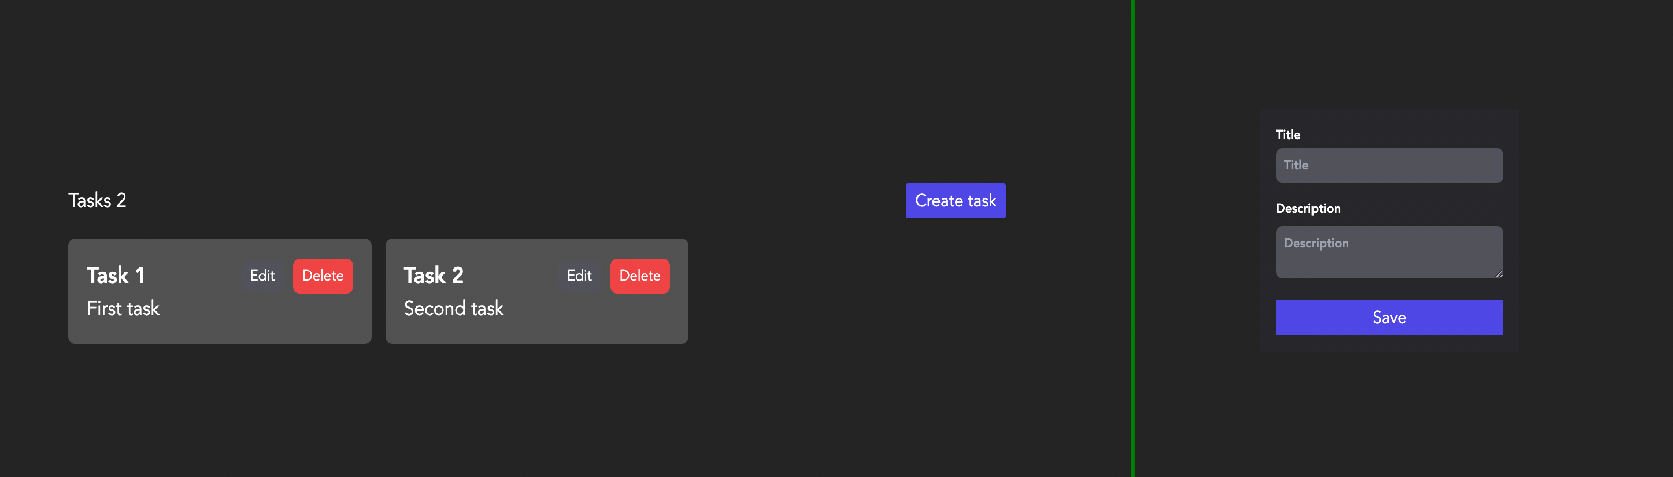 Tasks 2
Create task
Task 1
Edit
Delete
First task
Task 2
Edit
Delete
Second task
Title
Title
Description
Description
Save